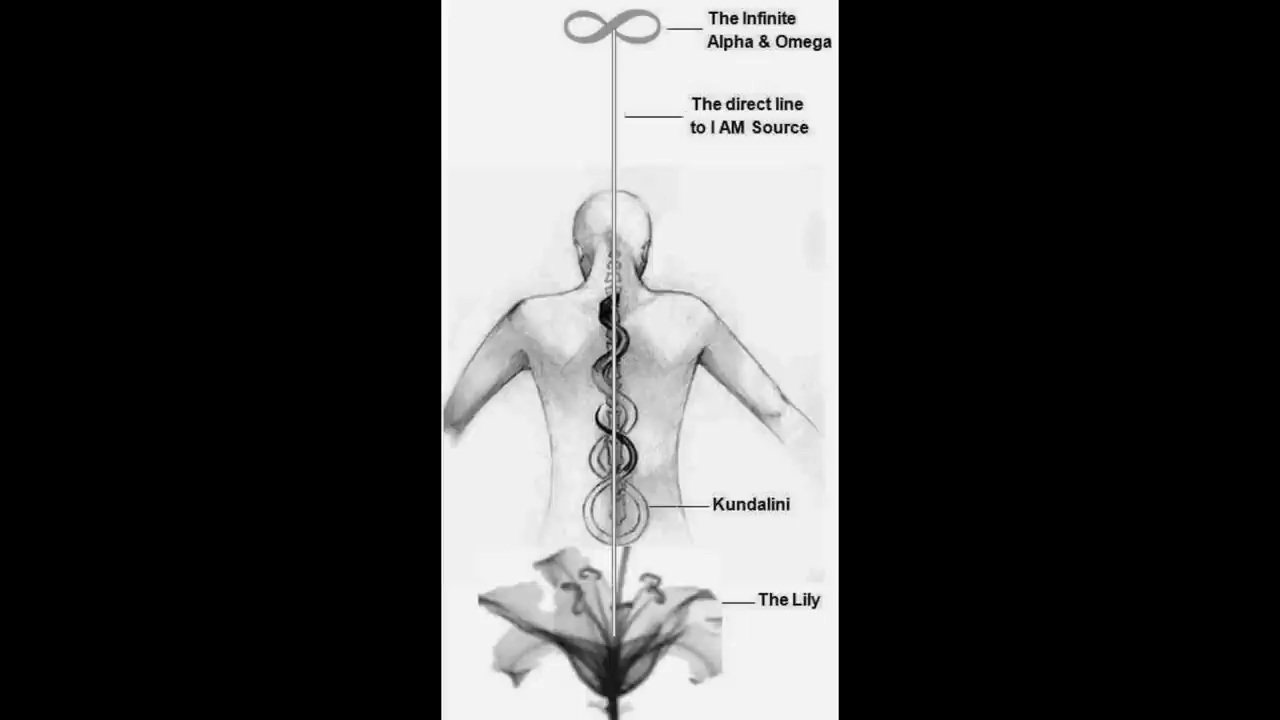 The Infinite
Alpha & Omega
The direct line
to I AM Source
Kundalini
The Lily